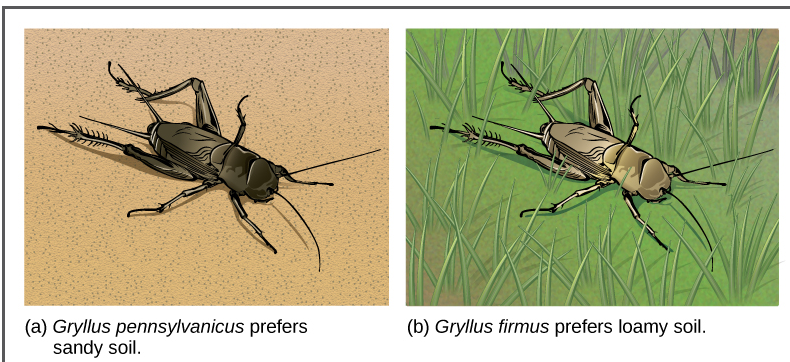 (a) Gryllus pennsylvanicus prefers
sandy soil.
(b) Gryllus firmus prefers loamy soil.